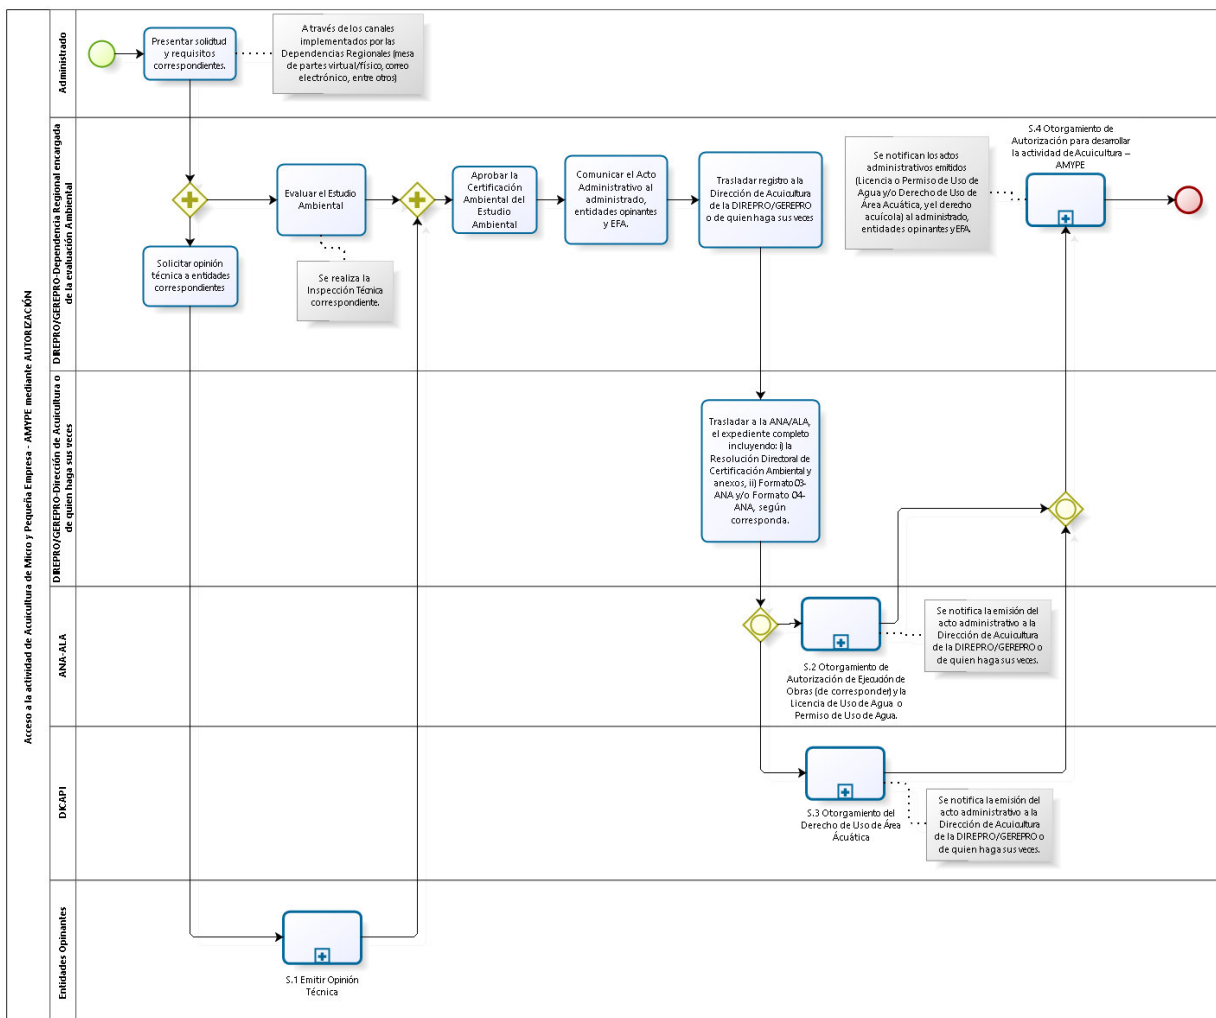 Acceso a la actividad de Acuicultura de Micro y Pequeña Empresa - AMYPE mediante AUTORIZACIÓN
Administrado
Presentar solicitud
y requisitos
correspondientes.
A través de los canales
implementados por las
Dependencias Regionales (mesa
de partes virtual/físico, correo
electrónico, entre otros)
DIREPRO/GEREPRO-Dependencia Regional encargada
de la evaluación Ambiental
Evaluar el Estudio
Ambiental
Solicitar opinión
técnica a entidades
correspondientes
Se realiza la
Inspección Técnica
correspondiente.
Aprobar la
Certificación
Ambiental del
Estudio
Ambiental
Comunicar el Acto
Administrativo al
administrado,
entidades opinantes
y EFA.
Trasladar registro a la
Dirección de Acuicultura
de la DIREPRO/GEREPRO
o de quien haga sus veces
Se notifican los actos
administrativos emitidos
(Licencia o Permiso de Uso de
Agua y/o Derecho de Uso de
Área Acuática, y el derecho
acuícola) al administrado,
entidades opinantes y EFA.
S.4 Otorgamiento de
Autorización para desarrollar
la actividad de Acuicultura –
AMYPE
DIREPRO/GEREPRO-Dirección de Acuicultura o
de quien haga sus veces
Trasladar a la ANA/ALA,
el expediente completo
incluyendo: i) la
Resolución Directoral de
Certificación Ambiental y
anexos, ii) Formato 03-
ANA y/o Formato 04-
ANA, según
corresponda.
ANA-ALA
S.2 Otorgamiento de
Autorización de Ejecución de
Obras (de corresponder) y la
Licencia de Uso de Agua o
Permiso de Uso de Agua.
Se notifica la emisión del
acto administrativo a la
Dirección de Acuicultura
de la DIREPRO/GEREPRO o
de quien haga sus veces.
DICAPI
S.3 Otorgamiento del
Derecho de Uso de Área
Ácuática
Se notifica la emisión del
acto administrativo a la
Dirección de Acuicultura
de la DIREPRO/GEREPRO o
de quien haga sus veces.
Entidades Opinantes
S.1 Emitir Opinión
Técnica